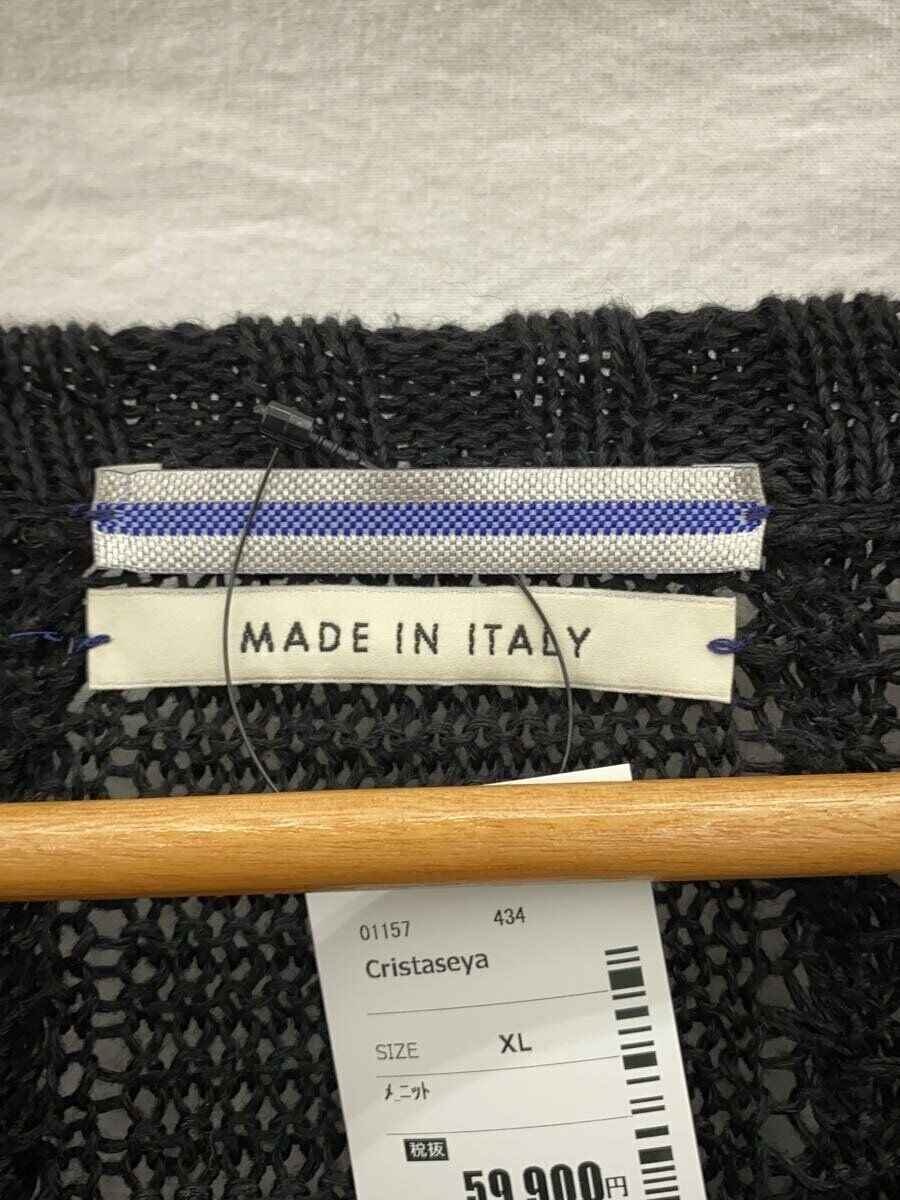 MADE IN ITALY
01157 434
Cristaseya
SIZE XL
ﾒ_ﾆｯﾄ
税抜
59,900円